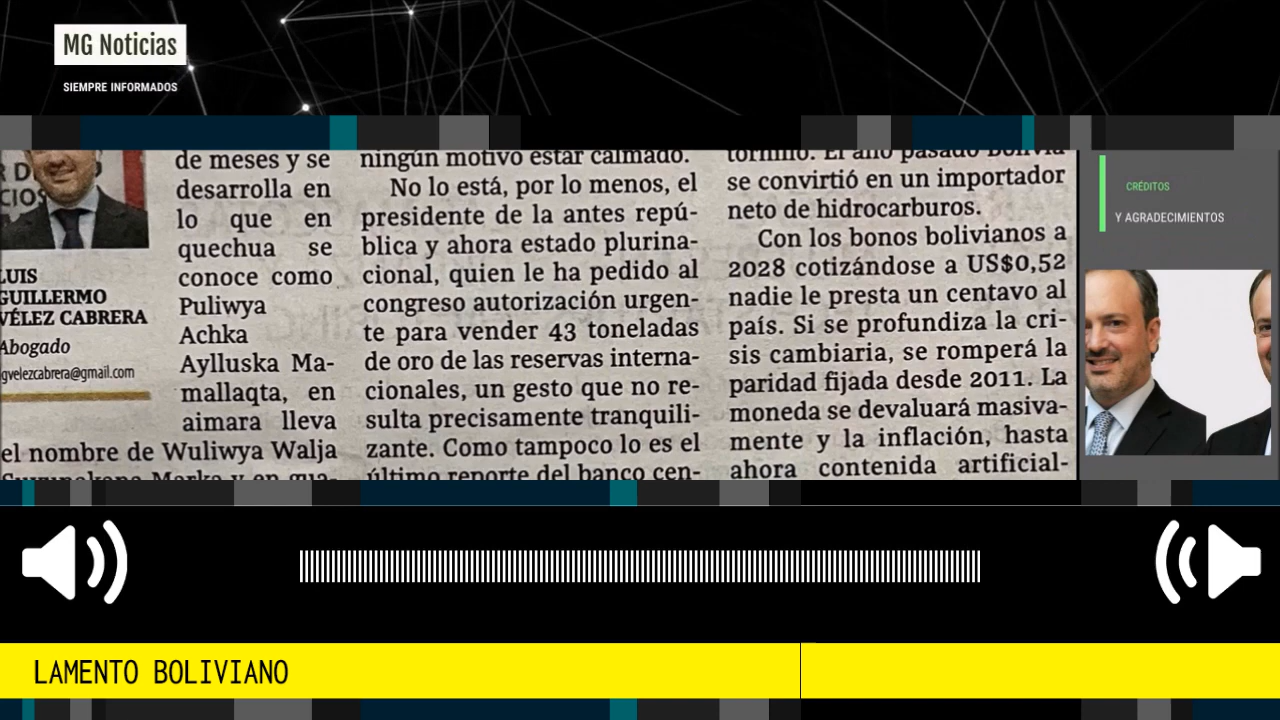 MG Noticias
SIEMPRE INFORMADOS
LUIS
GUILLERMO
VÉLEZ CABRERA
Abogado
gvelezcabrera@gmail.com
de meses y se
desarrolla en
lo que en
quechua se
conoce como
Puliwya
Achka
Aylluska Ma-
mallaqta, en
aimara lleva
el nombre de Wuliwya Walja
ningún motivo estar calmado.
No lo está, por lo menos, el
presidente de la antes repú-
blica y ahora estado plurina-
cional, quien le ha pedido al
congreso autorización urgen-
te para vender 43 toneladas
de oro de las reservas interna-
cionales, un gesto que no re-
sulta precisamente tranquili-
zante. Como tampoco lo es el
último reporte del banco cen-
tornillo. El año pasado Bolivia
se convirtió en un importador
neto de hidrocarburos.
Con los bonos bolivianos a
2028 cotizándose a US$0,52
nadie le presta un centavo al
país. Si se profundiza la cri-
sis cambiaria, se romperá la
paridad fijada desde 2011. La
moneda se devaluará masiva-
mente y la inflación, hasta
ahora contenida artificial-
CRÉDITOS
Y AGRADECIMIENTOS
LAMENTO BOLIVIANO